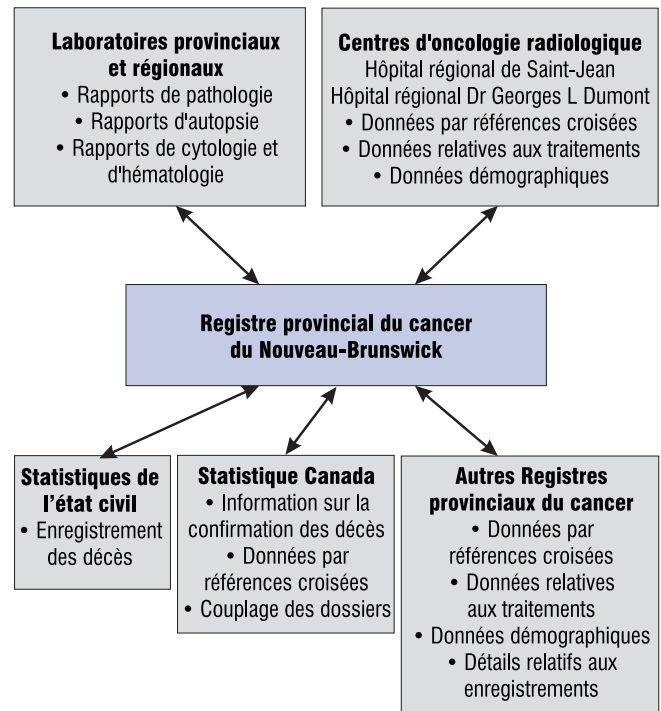 Laboratoires provinciaux
et régionaux
• Rapports de pathologie
• Rapports d'autopsie
• Rapports de cytologie et
d'hématologie
Centres d'oncologie radiologique
Hôpital régional de Saint-Jean
Hôpital régional Dr Georges L Dumont
• Données par références croisées
• Données relatives aux traitements
• Données démographiques
Registre provincial du cancer
du Nouveau-Brunswick
Statistiques de
l'état civil
• Enregistrement
des décès
Statistique Canada
• Information sur la
confirmation des décès
• Données par
références croisées
• Couplage des dossiers
Autres Registres
provinciaux du cancer
• Données par
références croisées
• Données relatives
aux traitements
• Données démographiques
• Détails relatifs aux
enregistrements